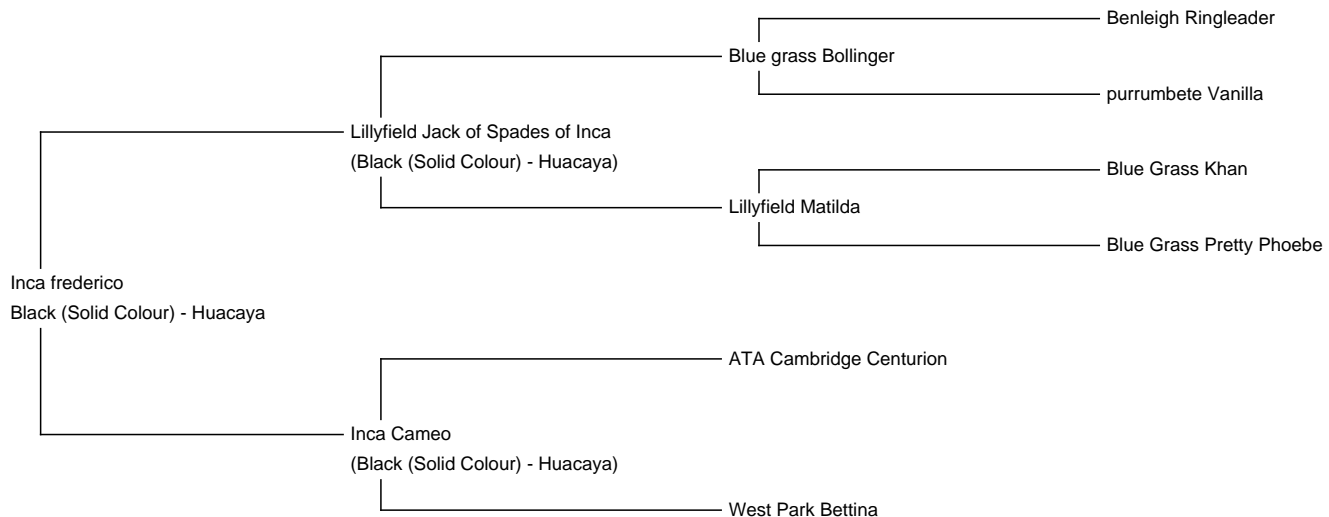 Benleigh Ringleader
Blue grass Bollinger
purrumbete Vanilla
Lillyfield Jack of Spades of Inca
(Black (Solid Colour) - Huacaya)
Blue Grass Khan
Lillyfield Matilda
Blue Grass Pretty Phoebe
Inca frederico
Black (Solid Colour) - Huacaya
ATA Cambridge Centurion
Inca Cameo
(Black (Solid Colour) - Huacaya)
West Park Bettina